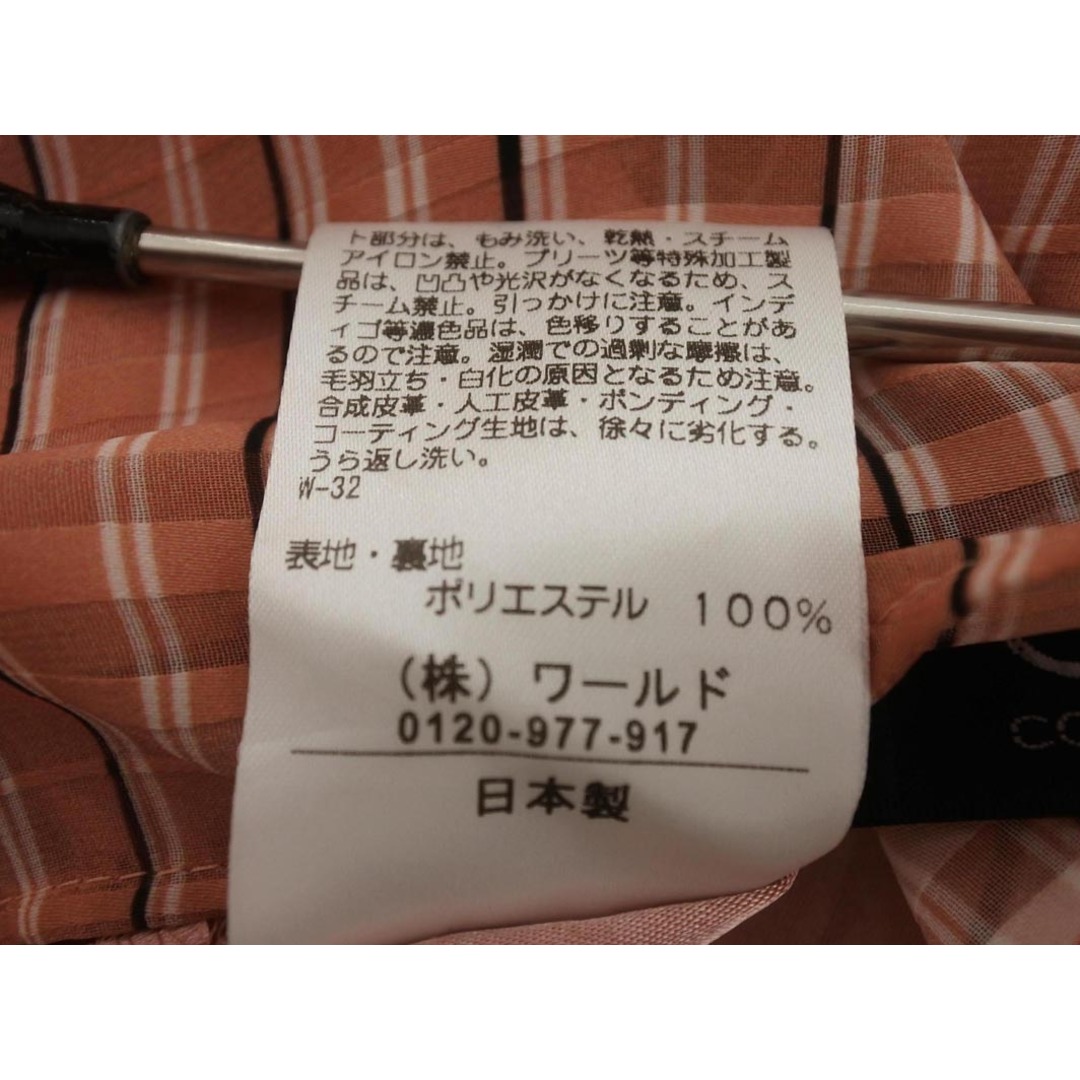 ト部分は、もみ洗い、乾熱・スチーム
アイロン禁止。プリーツ等特殊加工製
品は、凹凸や光沢がなくなるため、ス
チーム禁止。引っかけに注意。インデ
ィゴ等濃色品は、色移りすることがあ
るので注意。湿潤での過剰な摩擦は、
毛羽立ち・白化の原因となるため注意。
合成皮革・人工皮革・ボンディング・
コーティング生地は、徐々に劣化する。
うら返し洗い。
W-32
表地・裏地
ポリエステル 100%
(株)ワールド
0120-977-917
日本製